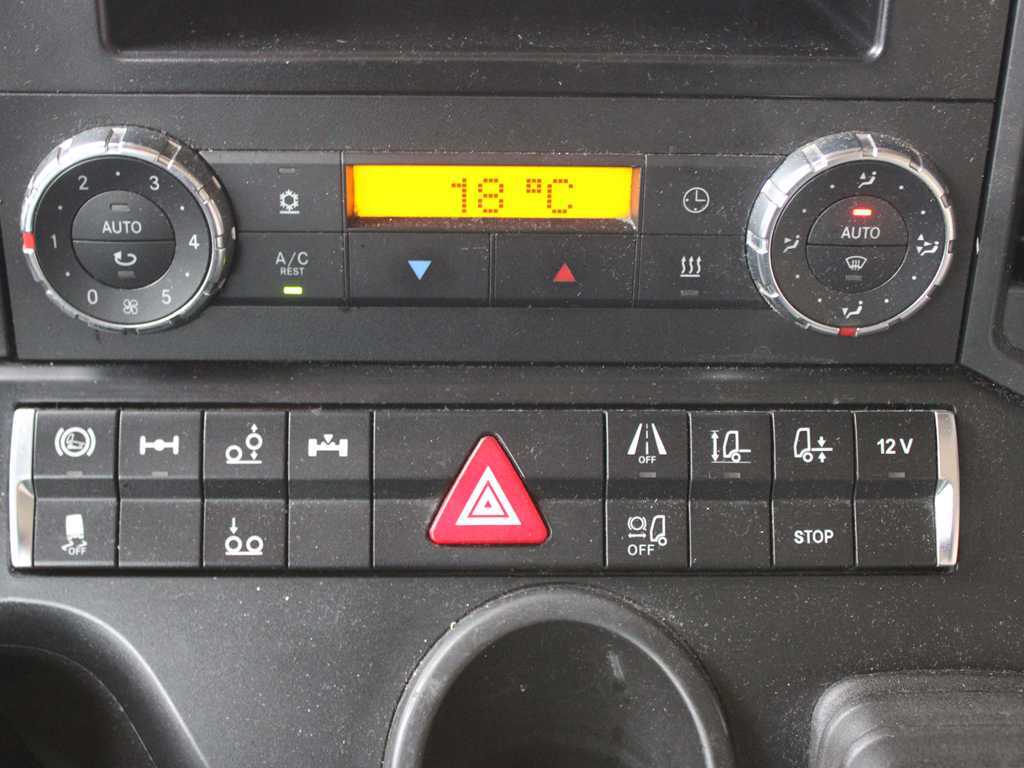 2 3
AUTO
1 4
0 5
18 °C
A/C
REST
AUTO
OFF
12 V
OFF
OFF
STOP